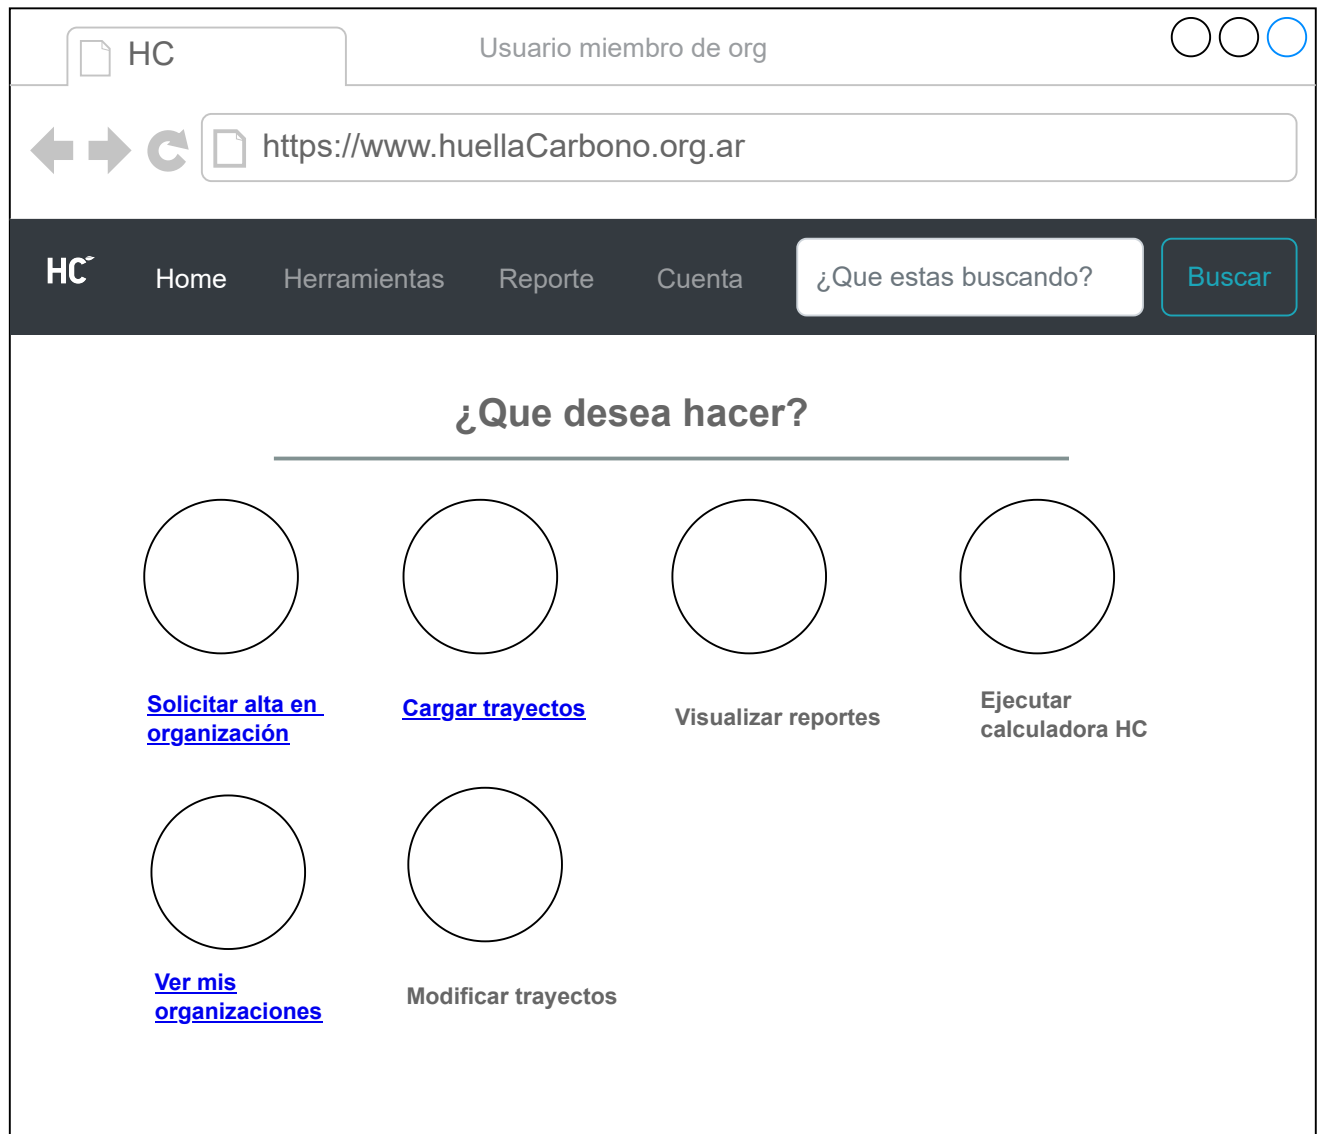 HC
Usuario miembro de org
https://www.huellaCarbono.org.ar
HC
Home
Herramientas
Reporte
Cuenta
¿Que estas buscando?
Buscar
¿Que desea hacer?
Solicitar alta en
organización
Cargar trayectos
Visualizar reportes
Ejecutar
calculadora HC
Ver mis
organizaciones
Modificar trayectos